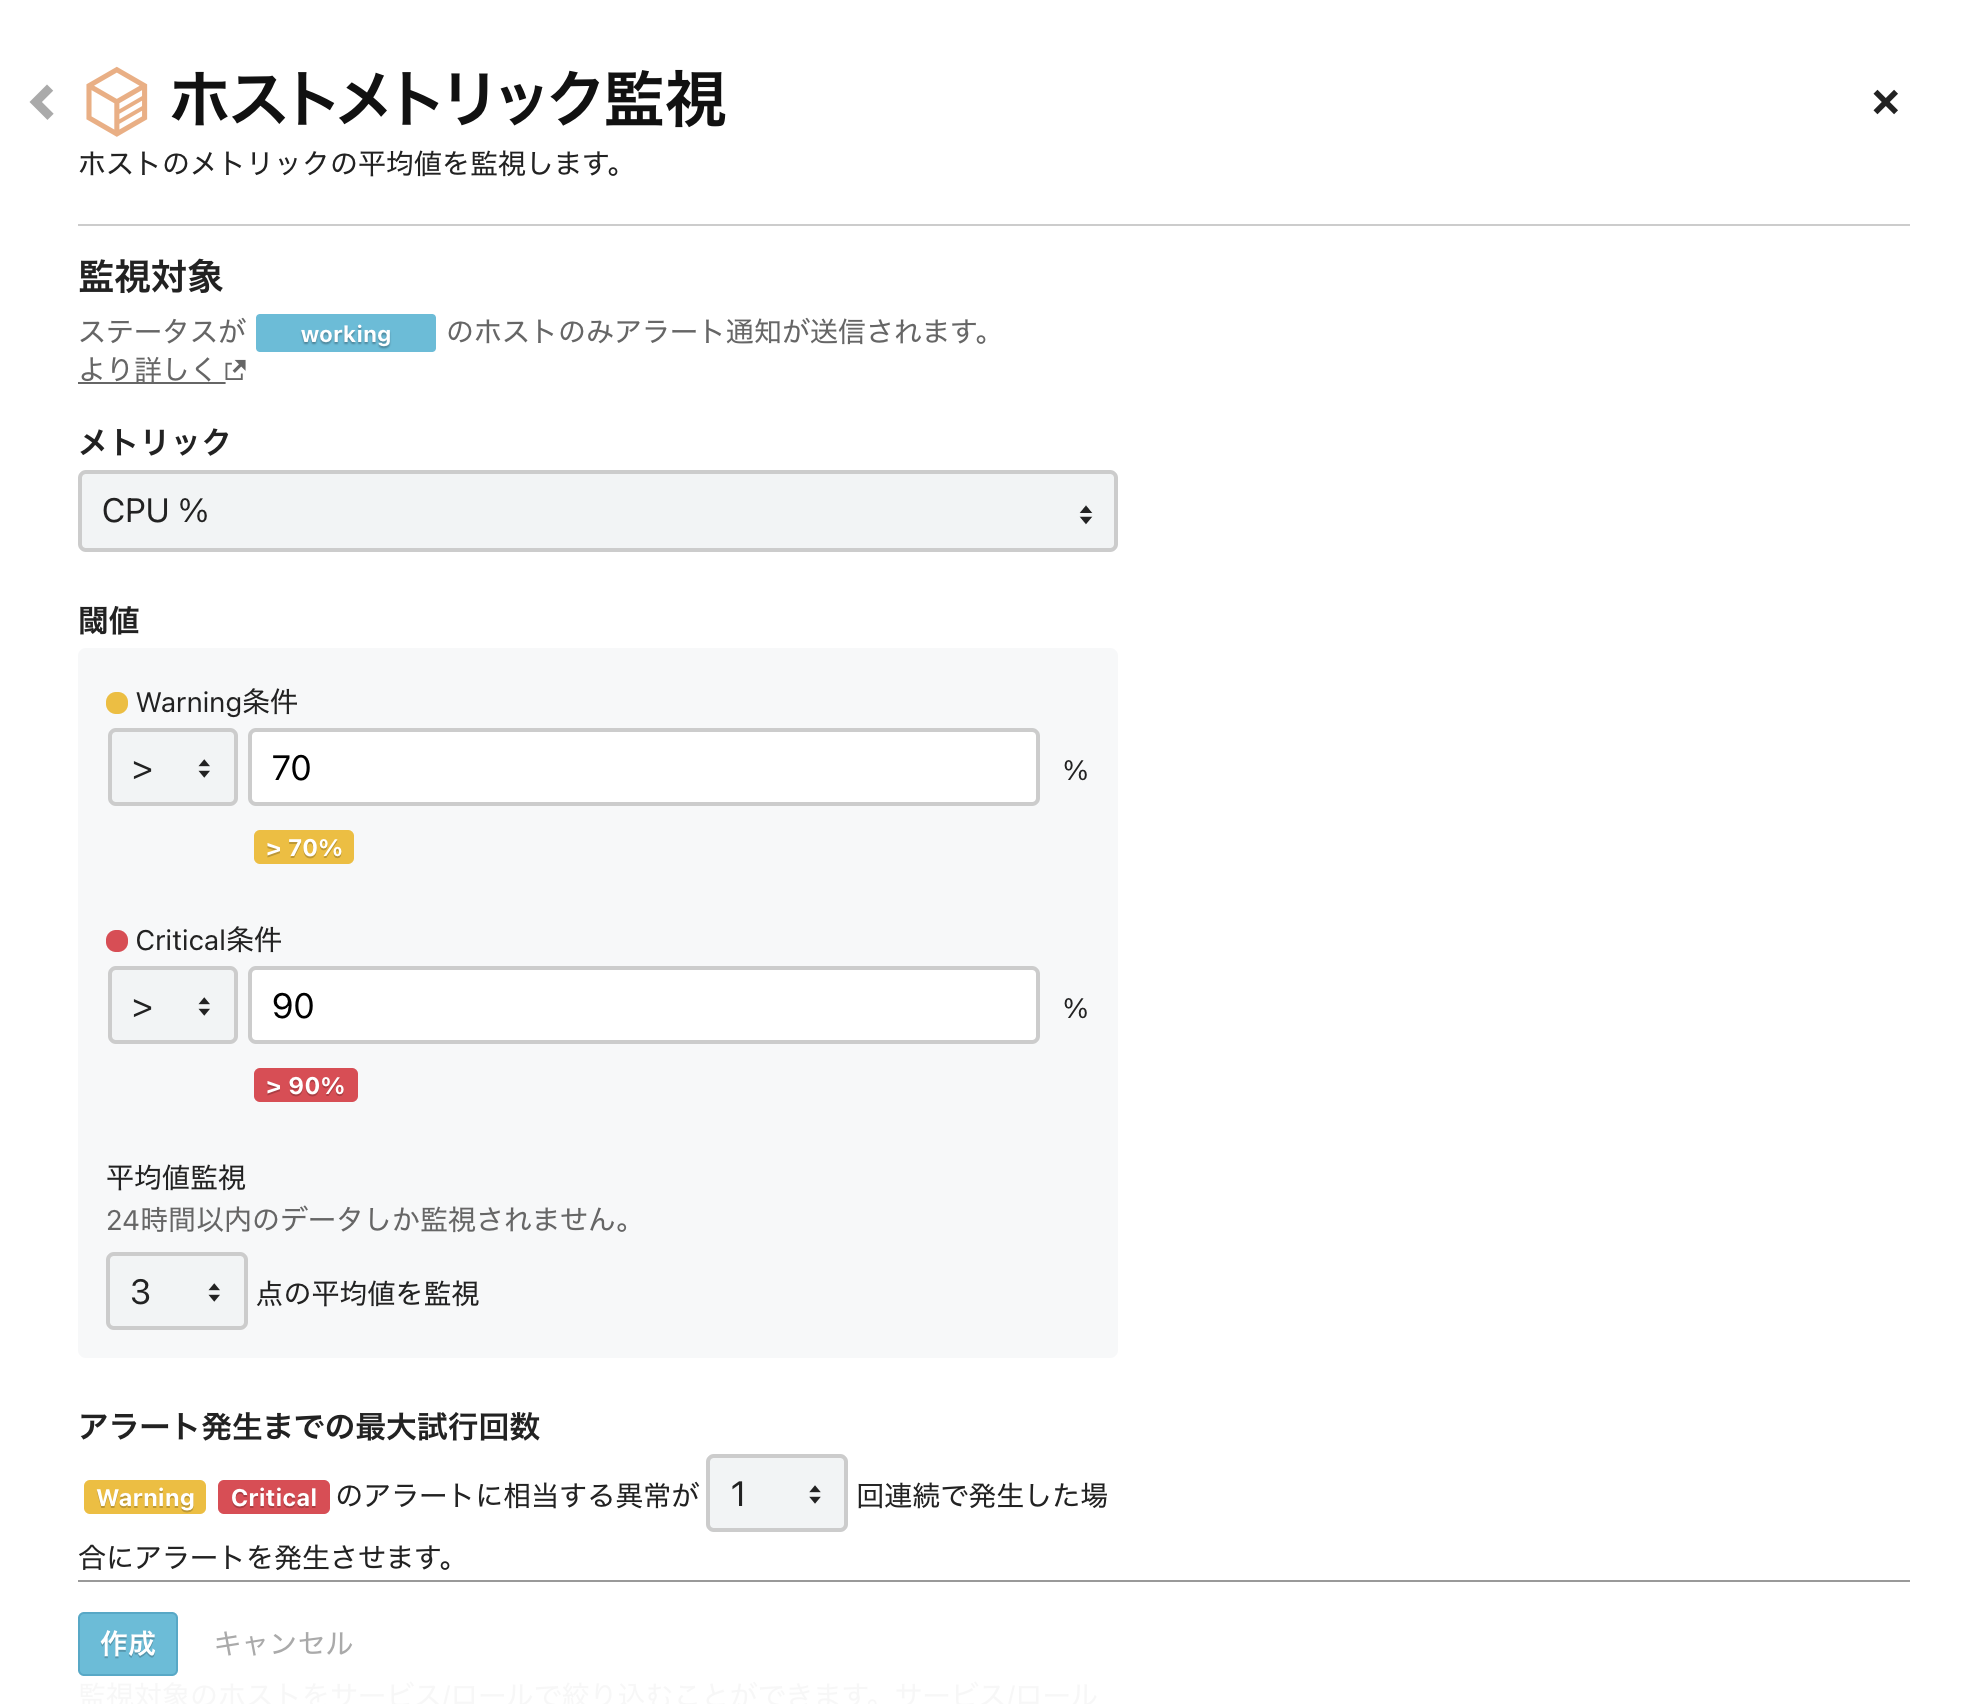 ホストメトリック監視
ホストのメトリックの平均値を監視します。
監視対象
ステータスが working のホストのみアラート通知が送信されます。
より詳しく
メトリック
CPU %
閾値
Warning条件
> 70 %
> 70%
Critical条件
> 90 %
> 90%
平均値監視
24時間以内のデータしか監視されません。
3 点の平均値を監視
アラート発生までの最大試行回数
Warning Critical のアラートに相当する異常が 1 回連続で発生した場
合にアラートを発生させます。
作成 キャンセル
監視対象のホストをサービス/ロールで絞り込むことができます。サービス/ロール